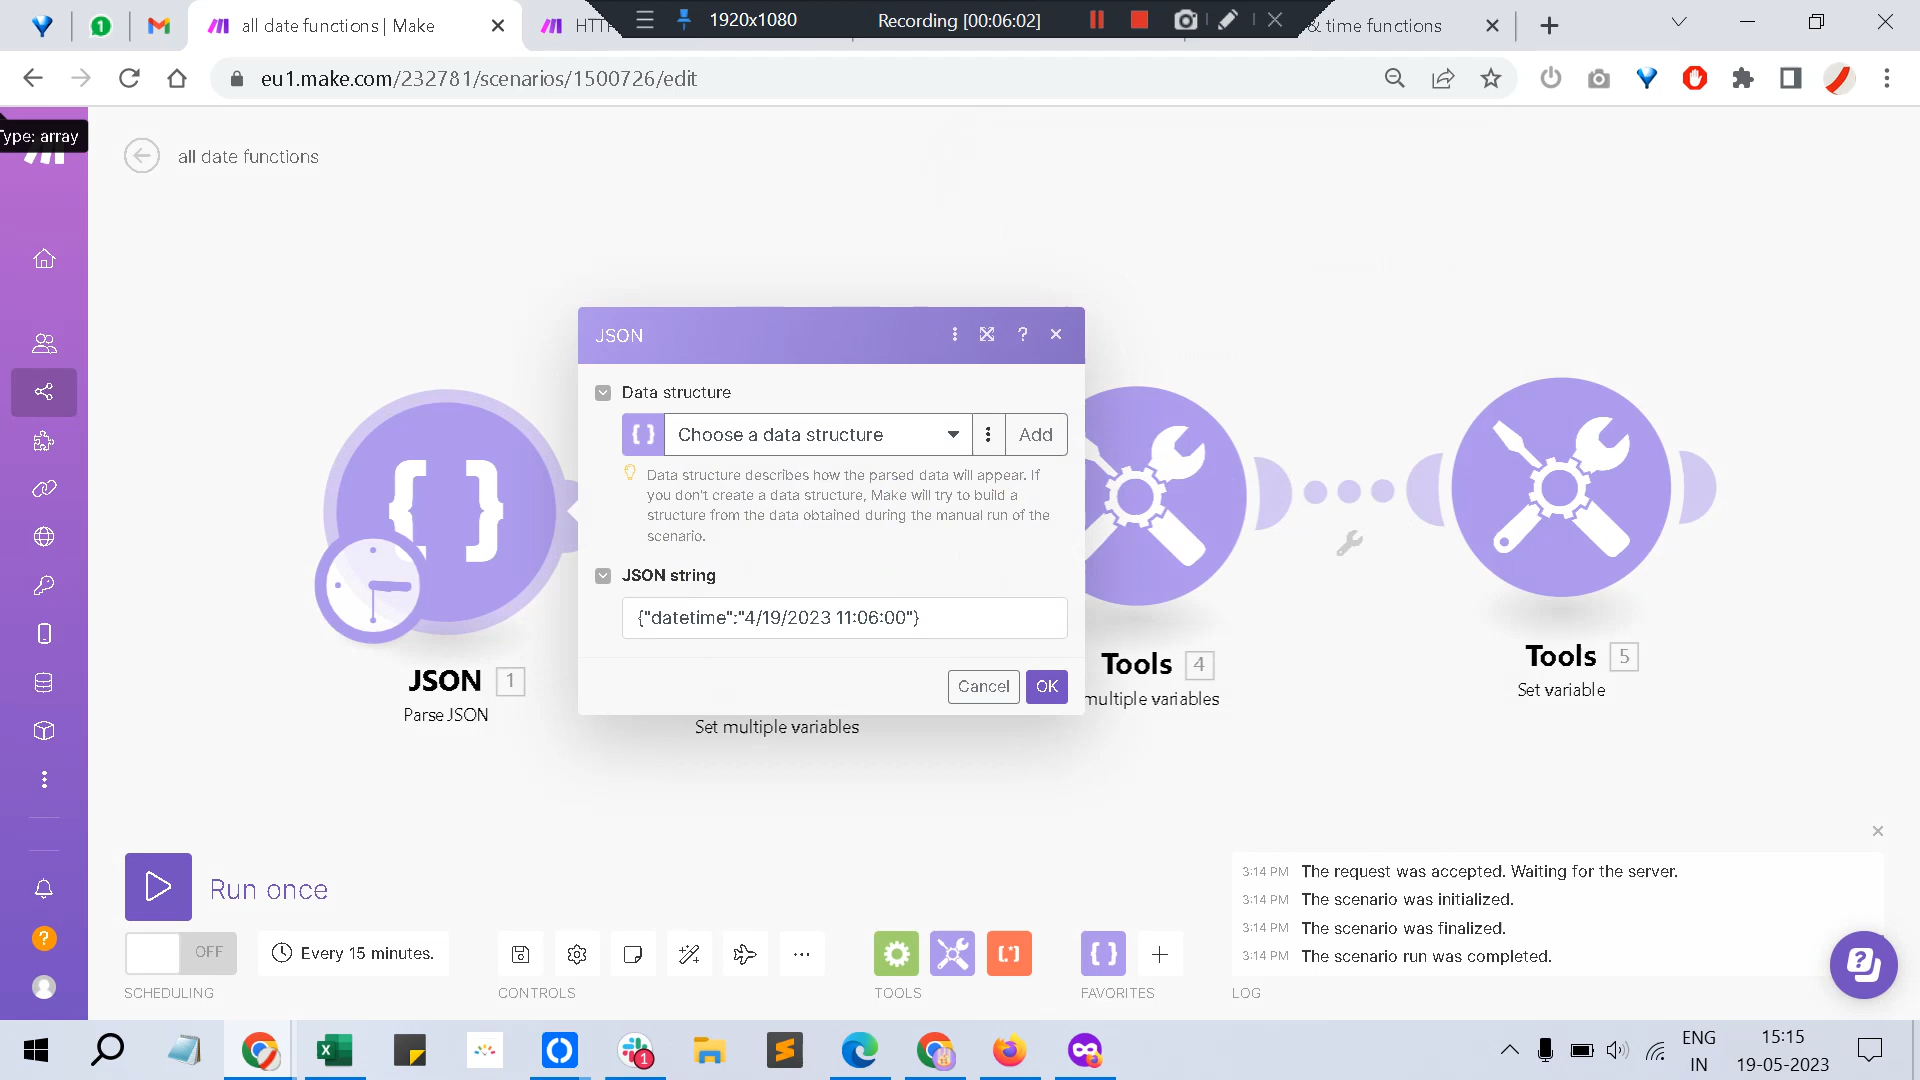 all date functions | Make
HTT
1920x1080
Recording [00:06:02]
& time functions
eu1.make.com/232781/scenarios/1500726/edit
Type: array
all date functions
JSON
?
Data structure
Choose a data structure
Add
Data structure describes how the parsed data will appear. If
you don't create a data structure, Make will try to build a
structure from the data obtained during the manual run of the
scenario.
JSON string
{"datetime":"4/19/2023 11:06:00"}
Cancel
OK
JSON 1
Parse JSON
Set multiple variables
Tools 4
multiple variables
Tools 5
Set variable
Run once
OFF
Every 15 minutes.
SCHEDULING
CONTROLS
TOOLS
FAVORITES
3:14 PM The request was accepted. Waiting for the server.
3:14 PM The scenario was initialized.
3:14 PM The scenario was finalized.
3:14 PM The scenario run was completed.
LOG
ENG
IN
15:15
19-05-2023